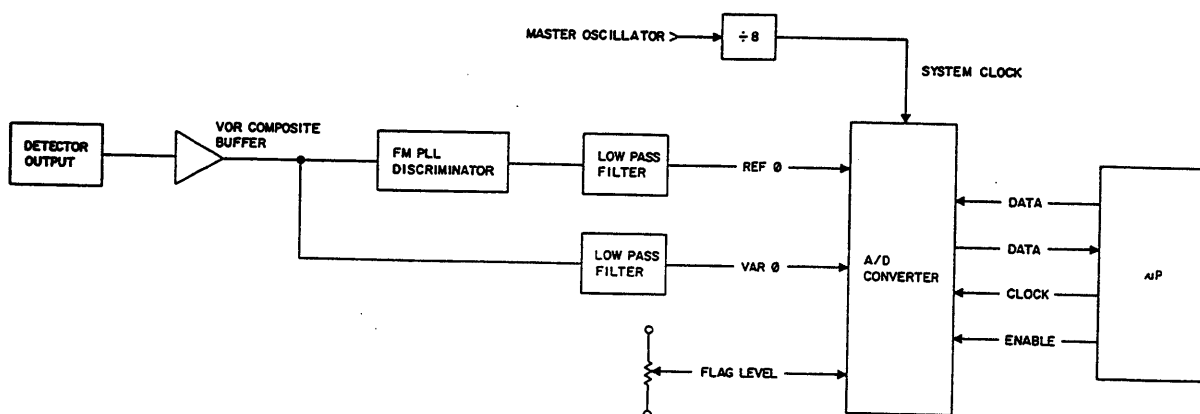 MASTER OSCILLATOR
÷8
SYSTEM CLOCK
DETECTOR
OUTPUT
VOR COMPOSITE
BUFFER
FM PLL
DISCRIMINATOR
LOW PASS
FILTER
REF Ø
LOW PASS
FILTER
VAR Ø
FLAG LEVEL
A/D
CONVERTER
DATA
DATA
CLOCK
ENABLE
µP